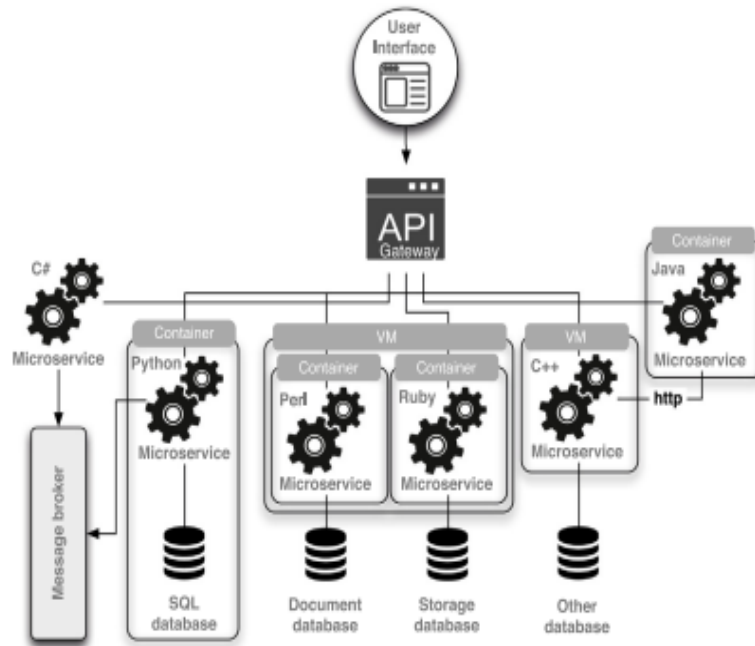 User
Interface
API
Gateway
Container
Java
Microservice
C#
Microservice
Container
Python
Microservice
VM
Container
Perl
Microservice
Container
Ruby
Microservice
VM
C++
Microservice
http
Message broker
SQL
database
Document
database
Storage
database
Other
database